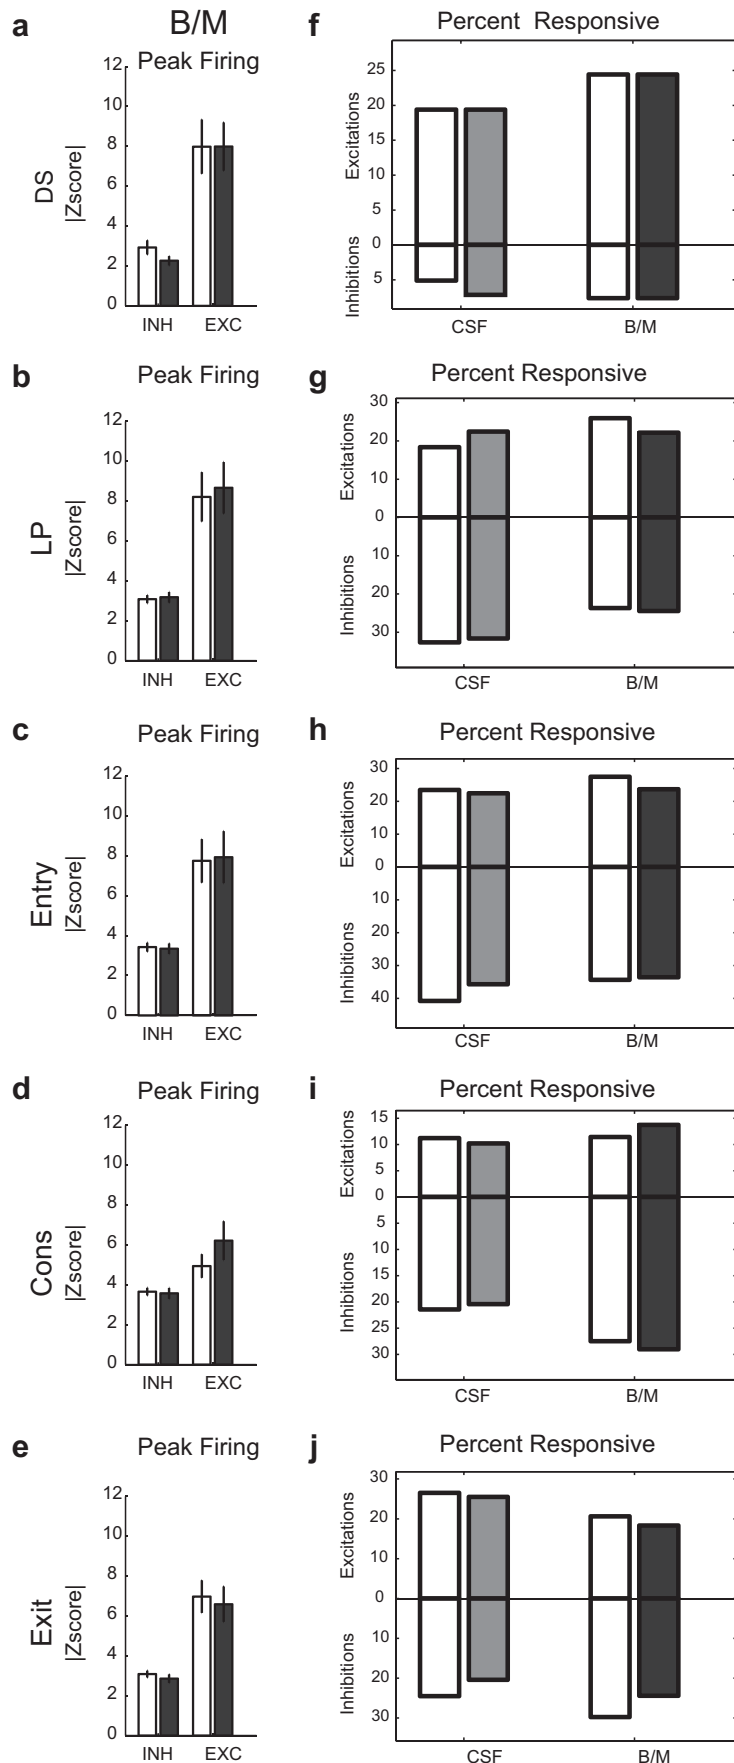 a
B/M
Peak Firing
DS
|Zscore|
12
10
8
6
4
2
0
INH EXC
f
Percent Responsive
Excitations
Inhibitions
25
20
15
10
5
0
5
CSF B/M
b
Peak Firing
LP
|Zscore|
12
10
8
6
4
2
0
INH EXC
g
Percent Responsive
Excitations
Inhibitions
30
20
10
0
10
20
30
CSF B/M
c
Peak Firing
Entry
|Zscore|
12
10
8
6
4
2
0
INH EXC
h
Percent Responsive
Excitations
Inhibitions
30
20
10
0
10
20
30
40
CSF B/M
d
Peak Firing
Cons
|Zscore|
12
10
8
6
4
2
0
INH EXC
i
Percent Responsive
Excitations
Inhibitions
15
10
5
0
5
10
15
20
25
30
CSF B/M
e
Peak Firing
Exit
|Zscore|
12
10
8
6
4
2
0
INH EXC
j
Percent Responsive
Excitations
Inhibitions
30
20
10
0
10
20
30
CSF B/M